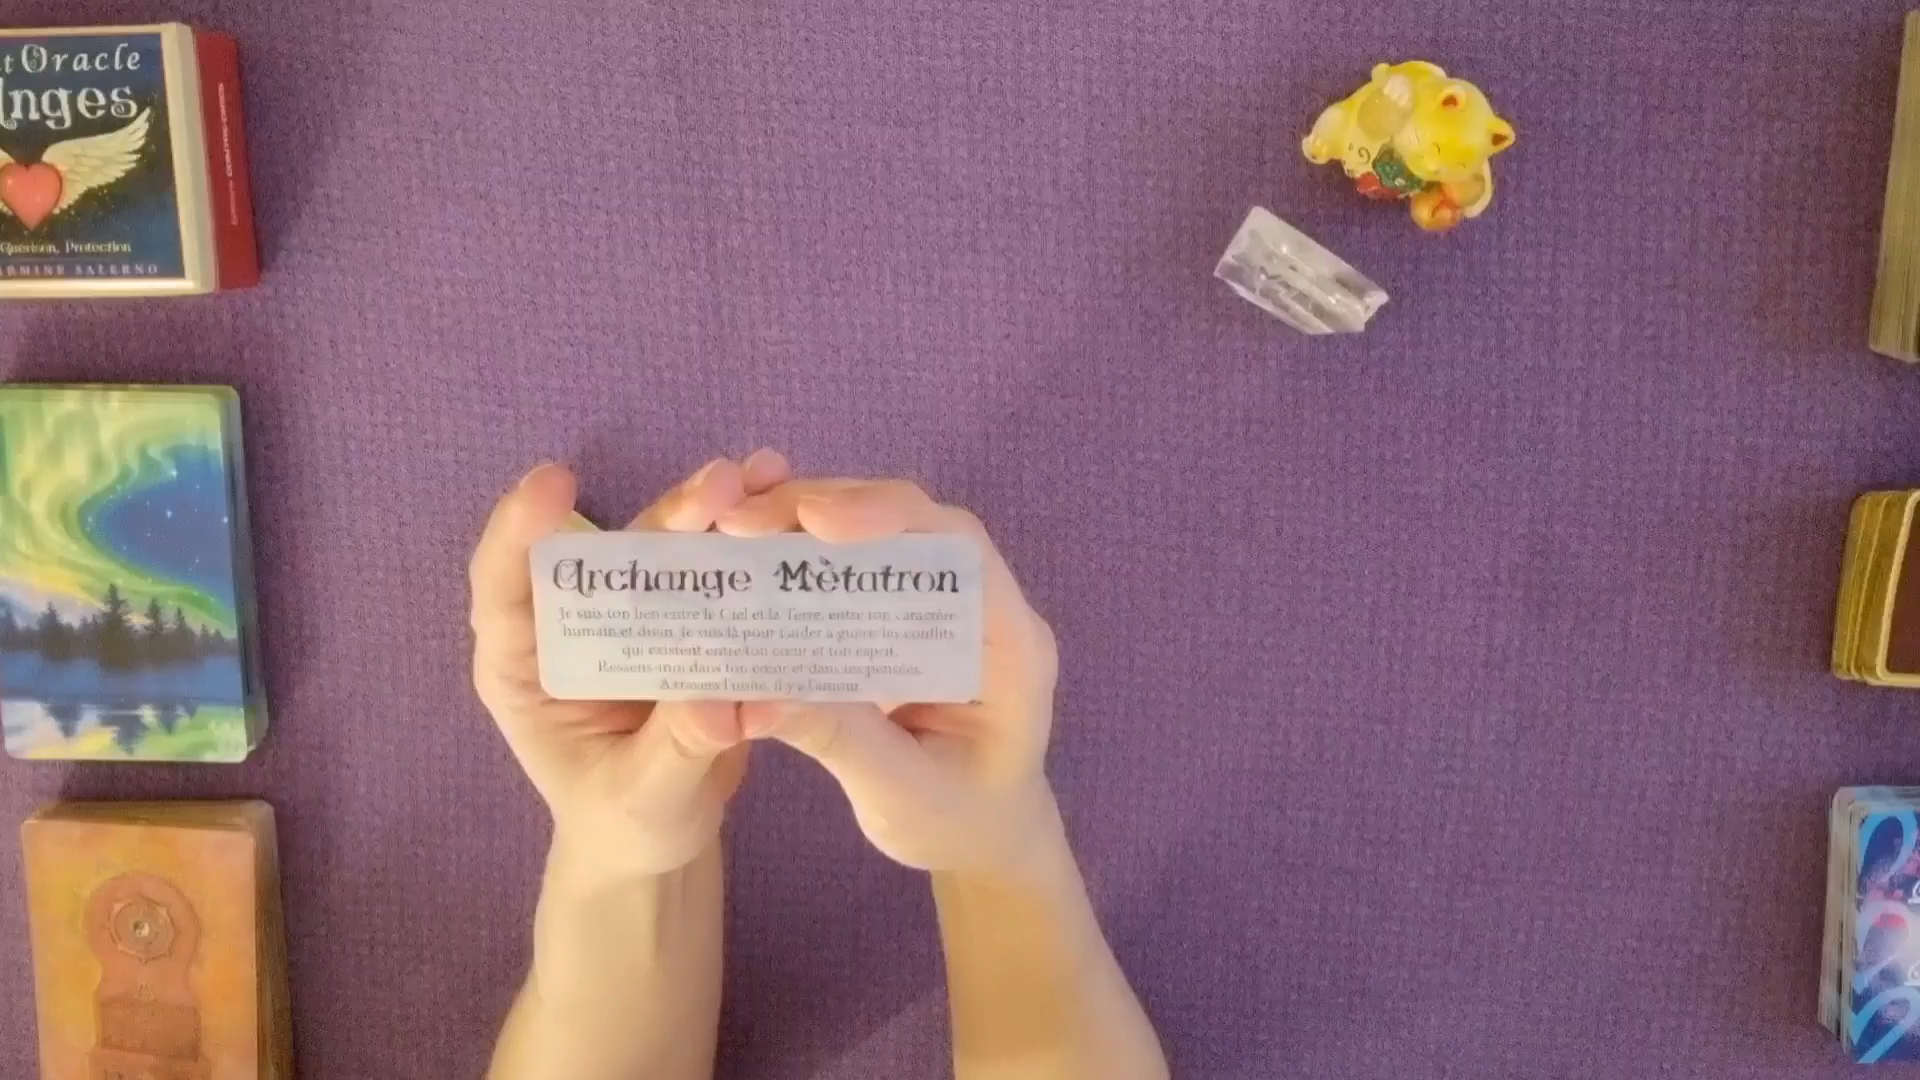 t Oracle
Anges
Guérison, Protection
ARMINE SALERNO
Archange Mètatron
Je suis ton lien entre le Ciel et la Terre, entre ton caractère
humain et divin. Je suis là pour t'aider à guérir les conflits
qui existent entre ton cœur et ton esprit.
Ressens-moi dans ton cœur et dans tes pensées.
A travers l'unité, il y a l'amour.